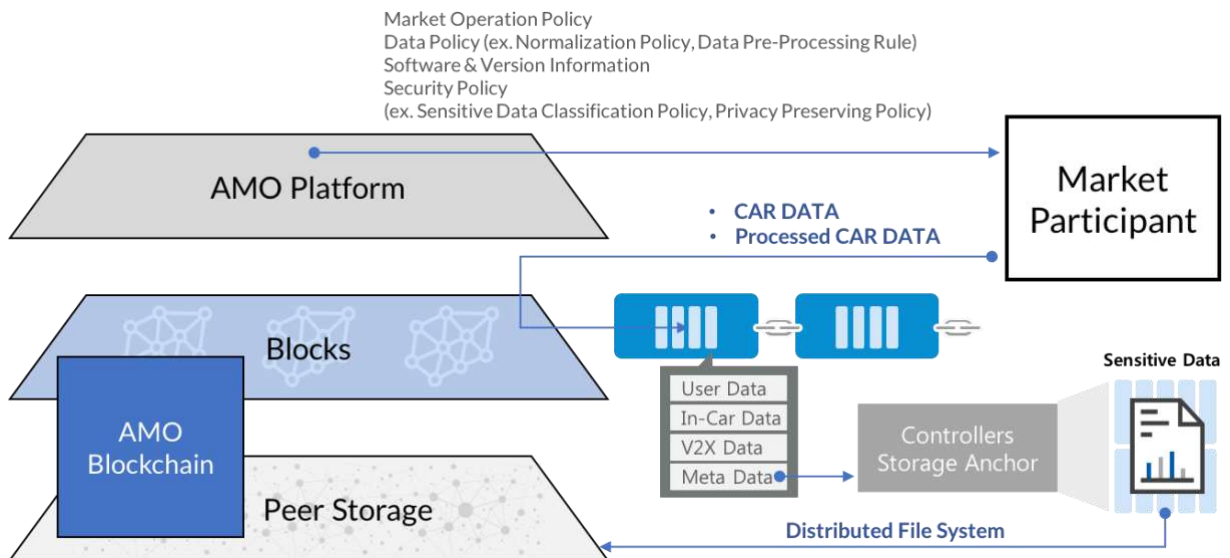 Market Operation Policy
Data Policy (ex. Normalization Policy, Data Pre-Processing Rule)
Software & Version Information
Security Policy
(ex. Sensitive Data Classification Policy, Privacy Preserving Policy)
AMO Platform
Market
Participant
• CAR DATA
• Processed CAR DATA
Blocks
Sensitive Data
User Data
In-Car Data
V2X Data
Meta Data
Controllers
Storage Anchor
AMO
Blockchain
Peer Storage
Distributed File System